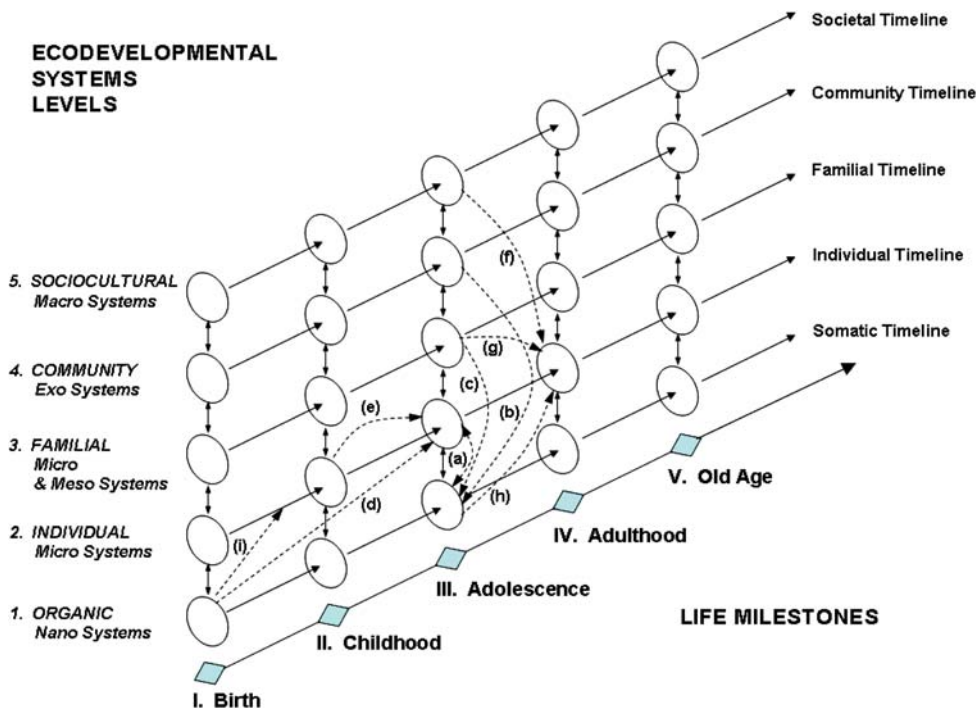 ECODEVELOPMENTAL
SYSTEMS
LEVELS
Societal Timeline
Community Timeline
Familial Timeline
Individual Timeline
Somatic Timeline
5. SOCIOCULTURAL
Macro Systems
4. COMMUNITY
Exo Systems
3. FAMILIAL
Micro
& Meso Systems
2. INDIVIDUAL
Micro Systems
1. ORGANIC
Nano Systems
(f)
(g)
(c)
(e)
(b)
(a)
(d)
(h)
(i)
V. Old Age
IV. Adulthood
III. Adolescence
II. Childhood
I. Birth
LIFE MILESTONES